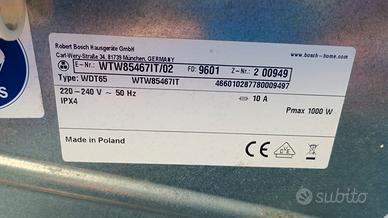 Robert Bosch Hausgeräte GmbH
Carl-Wery-Straße 34, 81739 München, GERMANY
www.bosch-home.com
E-Nr.: WTW85467IT/02 FD: 9601 Z-Nr.: 2 00949
Type: WDT65 WTW85467IT 466010287780009497
220-240 V ~ 50 Hz 10 A
IPX4 Pmax 1000 W
Made in Poland
CE
subito